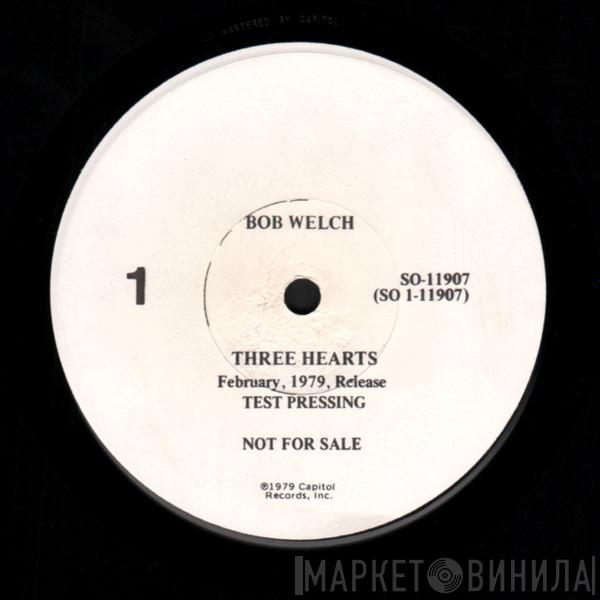 MASTERED BY CAPITOL
BOB WELCH
1
SO-11907
(SO 1-11907)
THREE HEARTS
February, 1979, Release
TEST PRESSING
NOT FOR SALE
℗1979 Capitol
Records, Inc.
МАРКЕТ ВИНИЛА